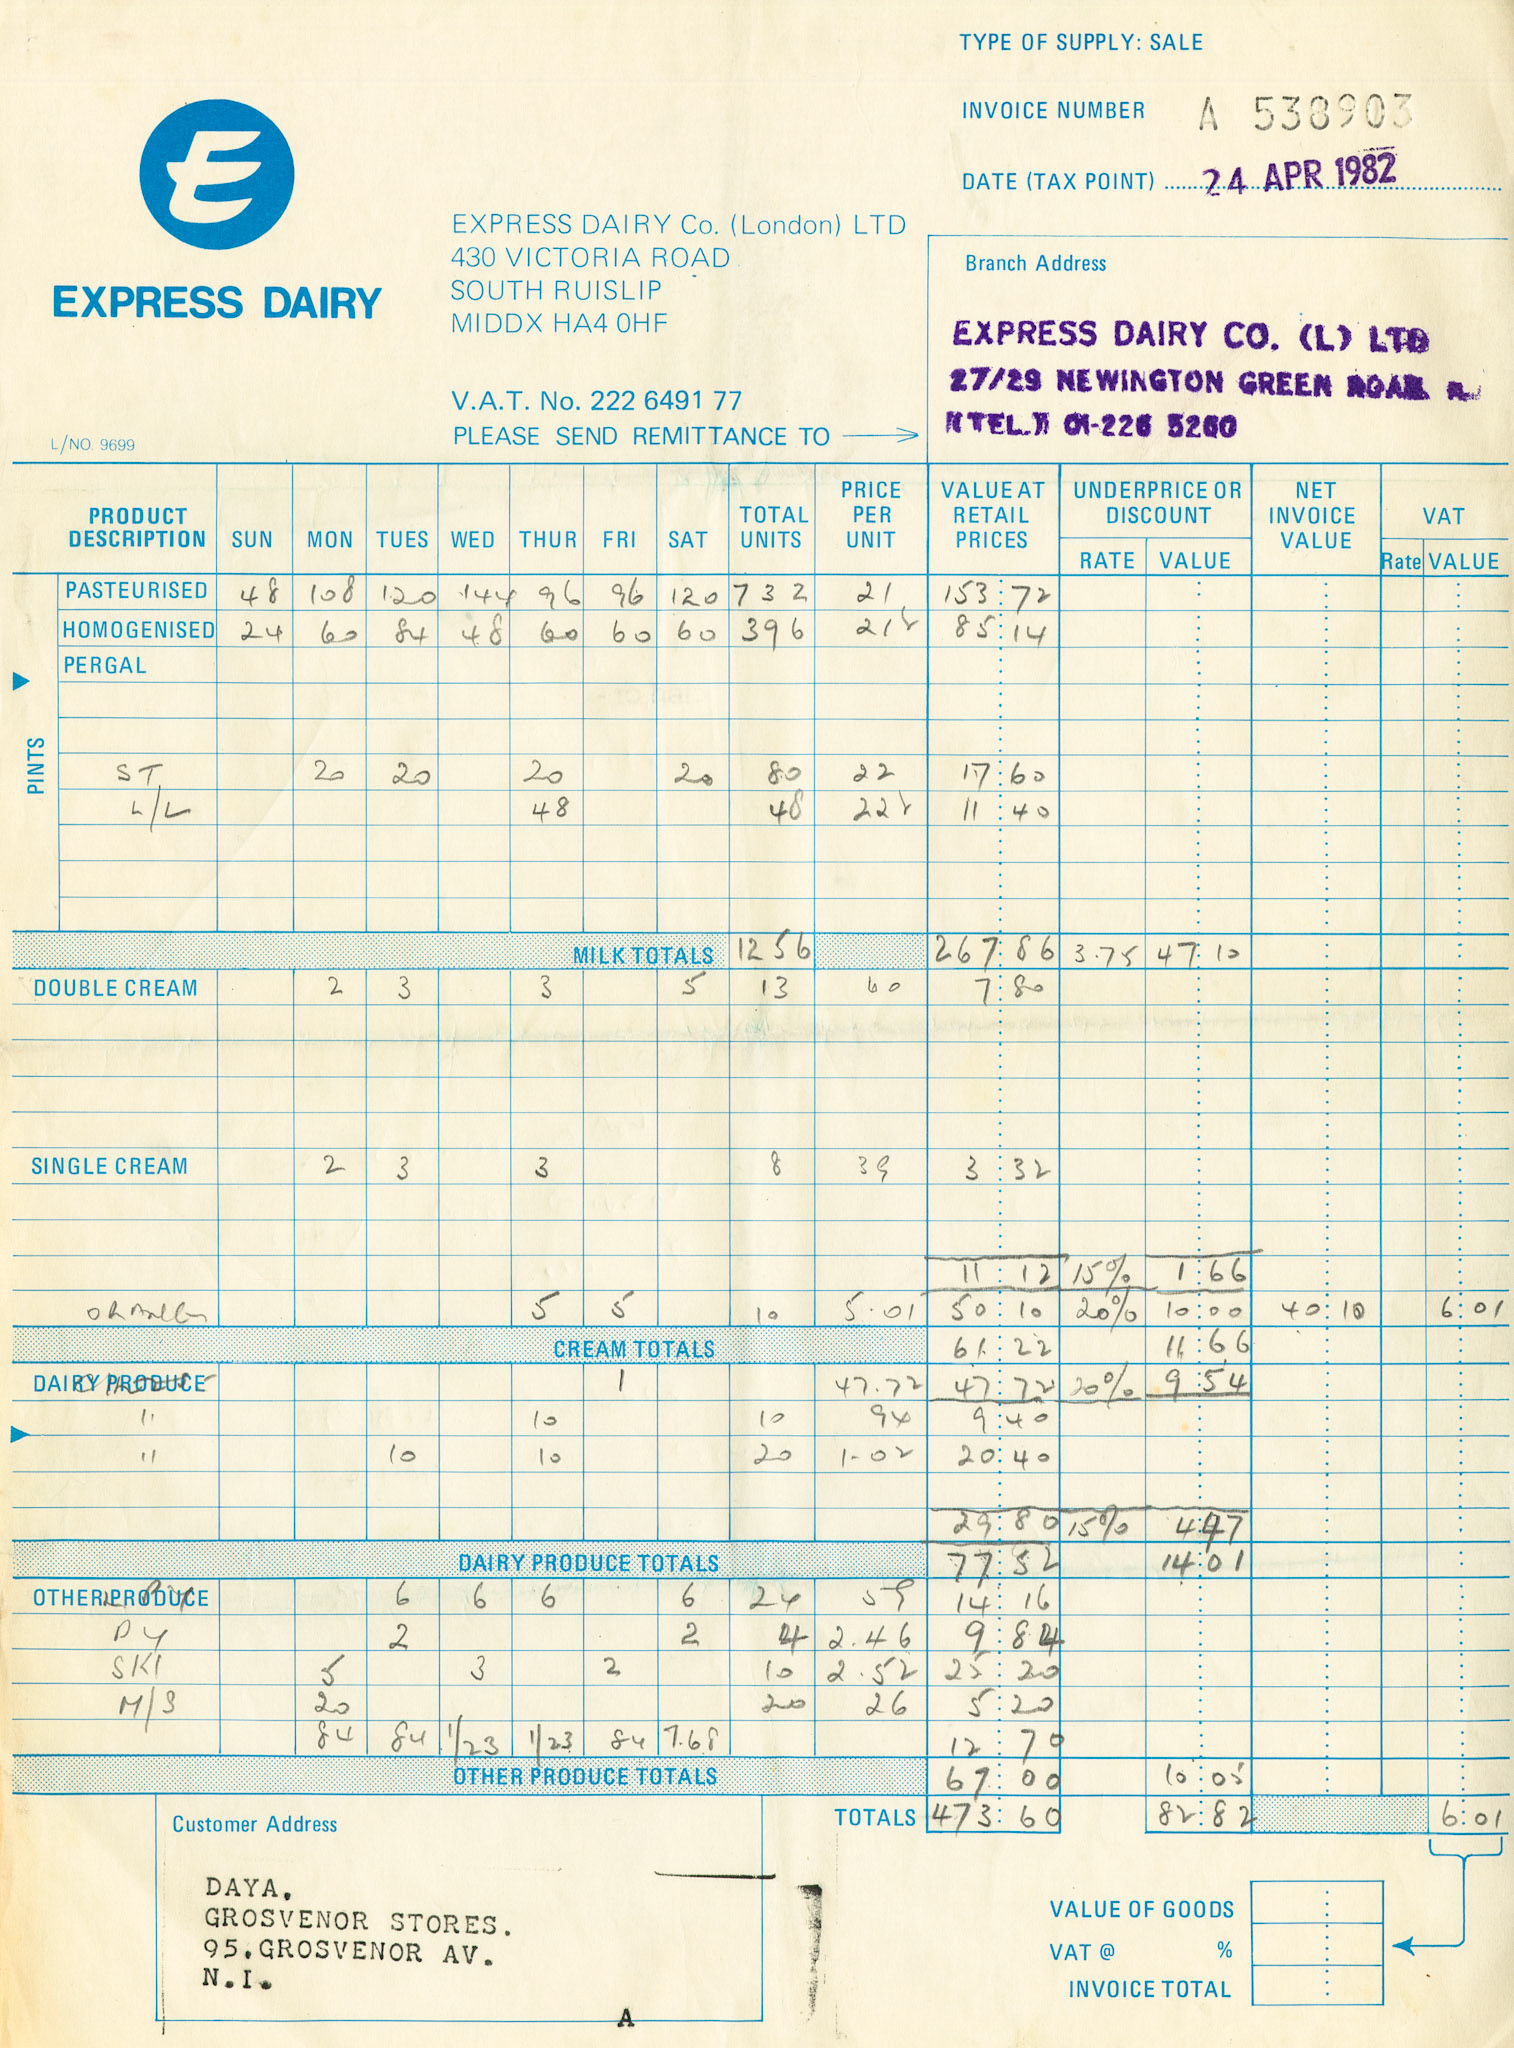 TYPE OF SUPPLY: SALE
INVOICE NUMBER A 538903
DATE (TAX POINT) 24 APR 1982
E
EXPRESS DAIRY
EXPRESS DAIRY Co. (London) LTD
430 VICTORIA ROAD
SOUTH RUISLIP
MIDDX HA4 0HF
V.A.T. No. 222 6491 77
PLEASE SEND REMITTANCE TO
L/NO. 9699
Branch Address
EXPRESS DAIRY CO. (L) LTD
27/29 NEWINGTON GREEN ROAD
TEL. 01-226 5260
PRODUCT DESCRIPTION SUN MON TUES WED THUR FRI SAT TOTAL UNITS PRICE PER UNIT VALUE AT RETAIL PRICES UNDERPRICE OR DISCOUNT RATE VALUE NET INVOICE VALUE VAT Rate VALUE
PINTS
PASTEURISED 48 108 120 144 96 96 120 732 21 153 72
HOMOGENISED 24 60 84 48 60 60 60 396 21½ 85 14
PERGAL
ST 20 20 20 20 80 22 17 60
L/L 48 48 22½ 11 40
MILK TOTALS 1256 267 86 3.75 47 10
DOUBLE CREAM 2 3 3 5 13 60 7 80
SINGLE CREAM 2 3 3 8 39 3 32
11 12 15% 1 66
5 5 10 5.01 50 10 20% 10 00 40 10 6 01
CREAM TOTALS 61 22 11 66
DAIRY PRODUCE 1 47.72 47 72 20% 9 54
" 10 10 94 9 40
" 10 10 20 1-02 20 40
29 80 15% 4 47
DAIRY PRODUCE TOTALS 77 52 14 01
OTHER PRODUCE 6 6 6 6 24 59 14 16
PY 2 2 4 2.46 9 84
SKI 5 3 2 10 2.52 25 20
M/S 20 20 26 5 20
84 84 1/23 1/23 84 7.68 12 70
OTHER PRODUCE TOTALS 67 00 10 05
TOTALS 473 60 82 82 6 01
Customer Address
DAYA.
GROSVENOR STORES.
95.GROSVENOR AV.
N.I.
A
VALUE OF GOODS
VAT @ %
INVOICE TOTAL